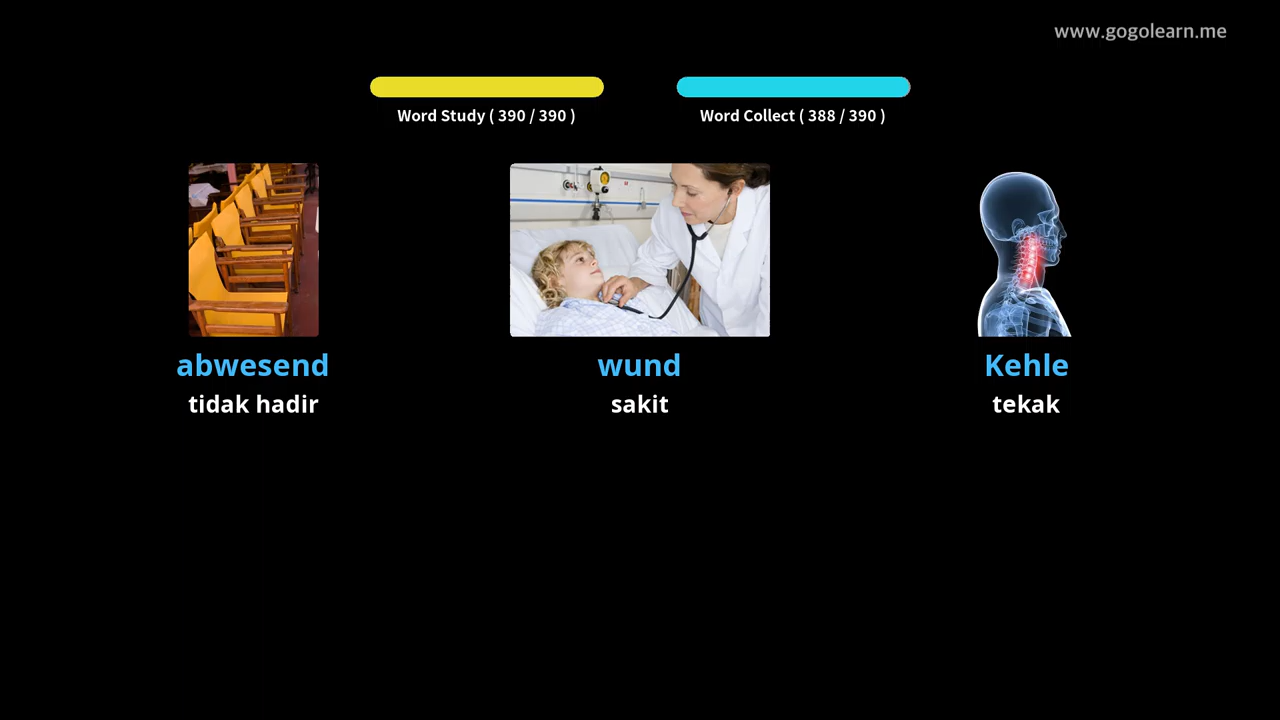 www.gogolearn.me
Word Study ( 390 / 390 )
Word Collect ( 388 / 390 )
abwesend
wund
Kehle
tidak hadir
sakit
tekak